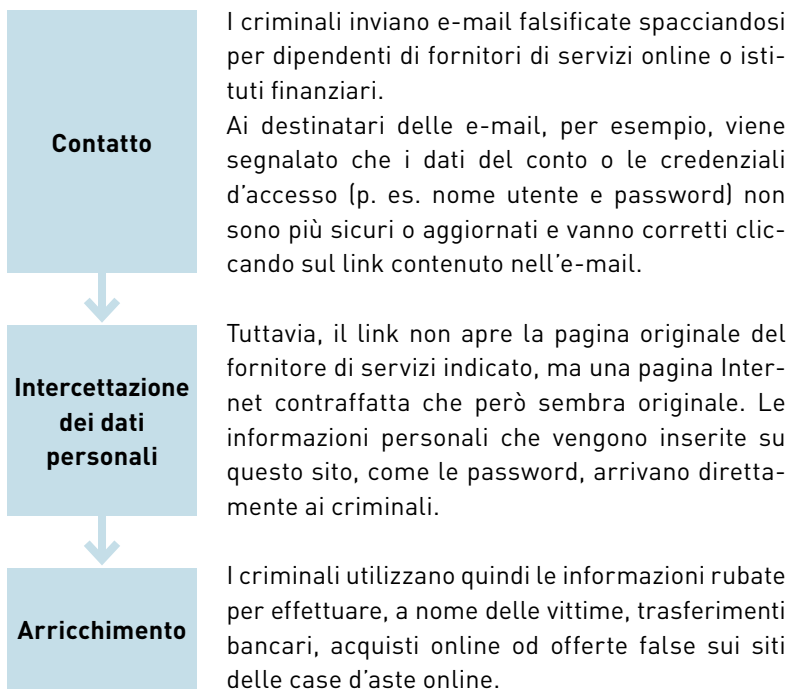 Contatto
I criminali inviano e-mail falsificate spacciandosi
per dipendenti di fornitori di servizi online o isti-
tuti finanziari.
Ai destinatari delle e-mail, per esempio, viene
segnalato che i dati del conto o le credenziali
d’accesso (p. es. nome utente e password) non
sono più sicuri o aggiornati e vanno corretti clic-
cando sul link contenuto nell’e-mail.
Intercettazione
dei dati
personali
Tuttavia, il link non apre la pagina originale del
fornitore di servizi indicato, ma una pagina Inter-
net contraffatta che però sembra originale. Le
informazioni personali che vengono inserite su
questo sito, come le password, arrivano diretta-
mente ai criminali.
Arricchimento
I criminali utilizzano quindi le informazioni rubate
per effettuare, a nome delle vittime, trasferimenti
bancari, acquisti online od offerte false sui siti
delle case d’aste online.